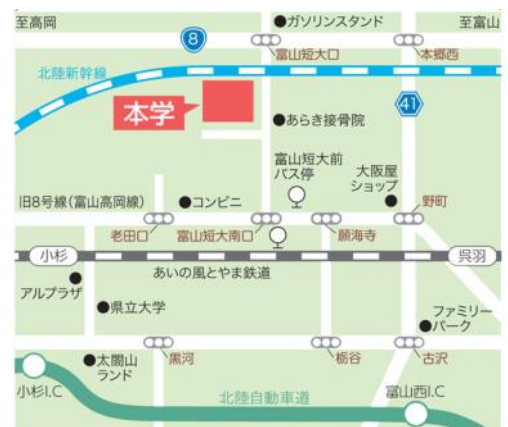 至高岡
ガソリンスタンド
至富山
8
富山短大口
本郷西
北陸新幹線
本学
41
あらき接骨院
富山短大前
バス停
大阪屋
ショップ
旧8号線(富山高岡線)
コンビニ
野町
老田口
富山短大南口
願海寺
小杉
呉羽
あいの風とやま鉄道
アルプラザ
県立大学
ファミリー
パーク
黒河
栃谷
古沢
太閤山
ランド
小杉I.C
北陸自動車道
富山西I.C